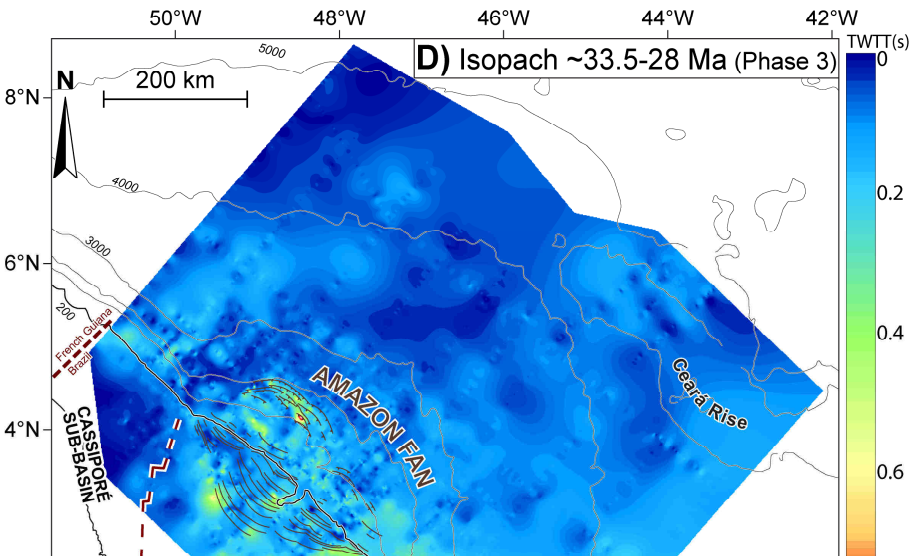 50°W 48°W 46°W 44°W 42°W
TWTT(s)
D) Isopach ~33.5-28 Ma (Phase 3)
5000
0
N
200 km
8°N
4000
0.2
3000
6°N
200
French Guiana
Brazil
0.4
AMAZON FAN
Ceará Rise
CASSIPORÉ
SUB-BASIN
4°N
0.6